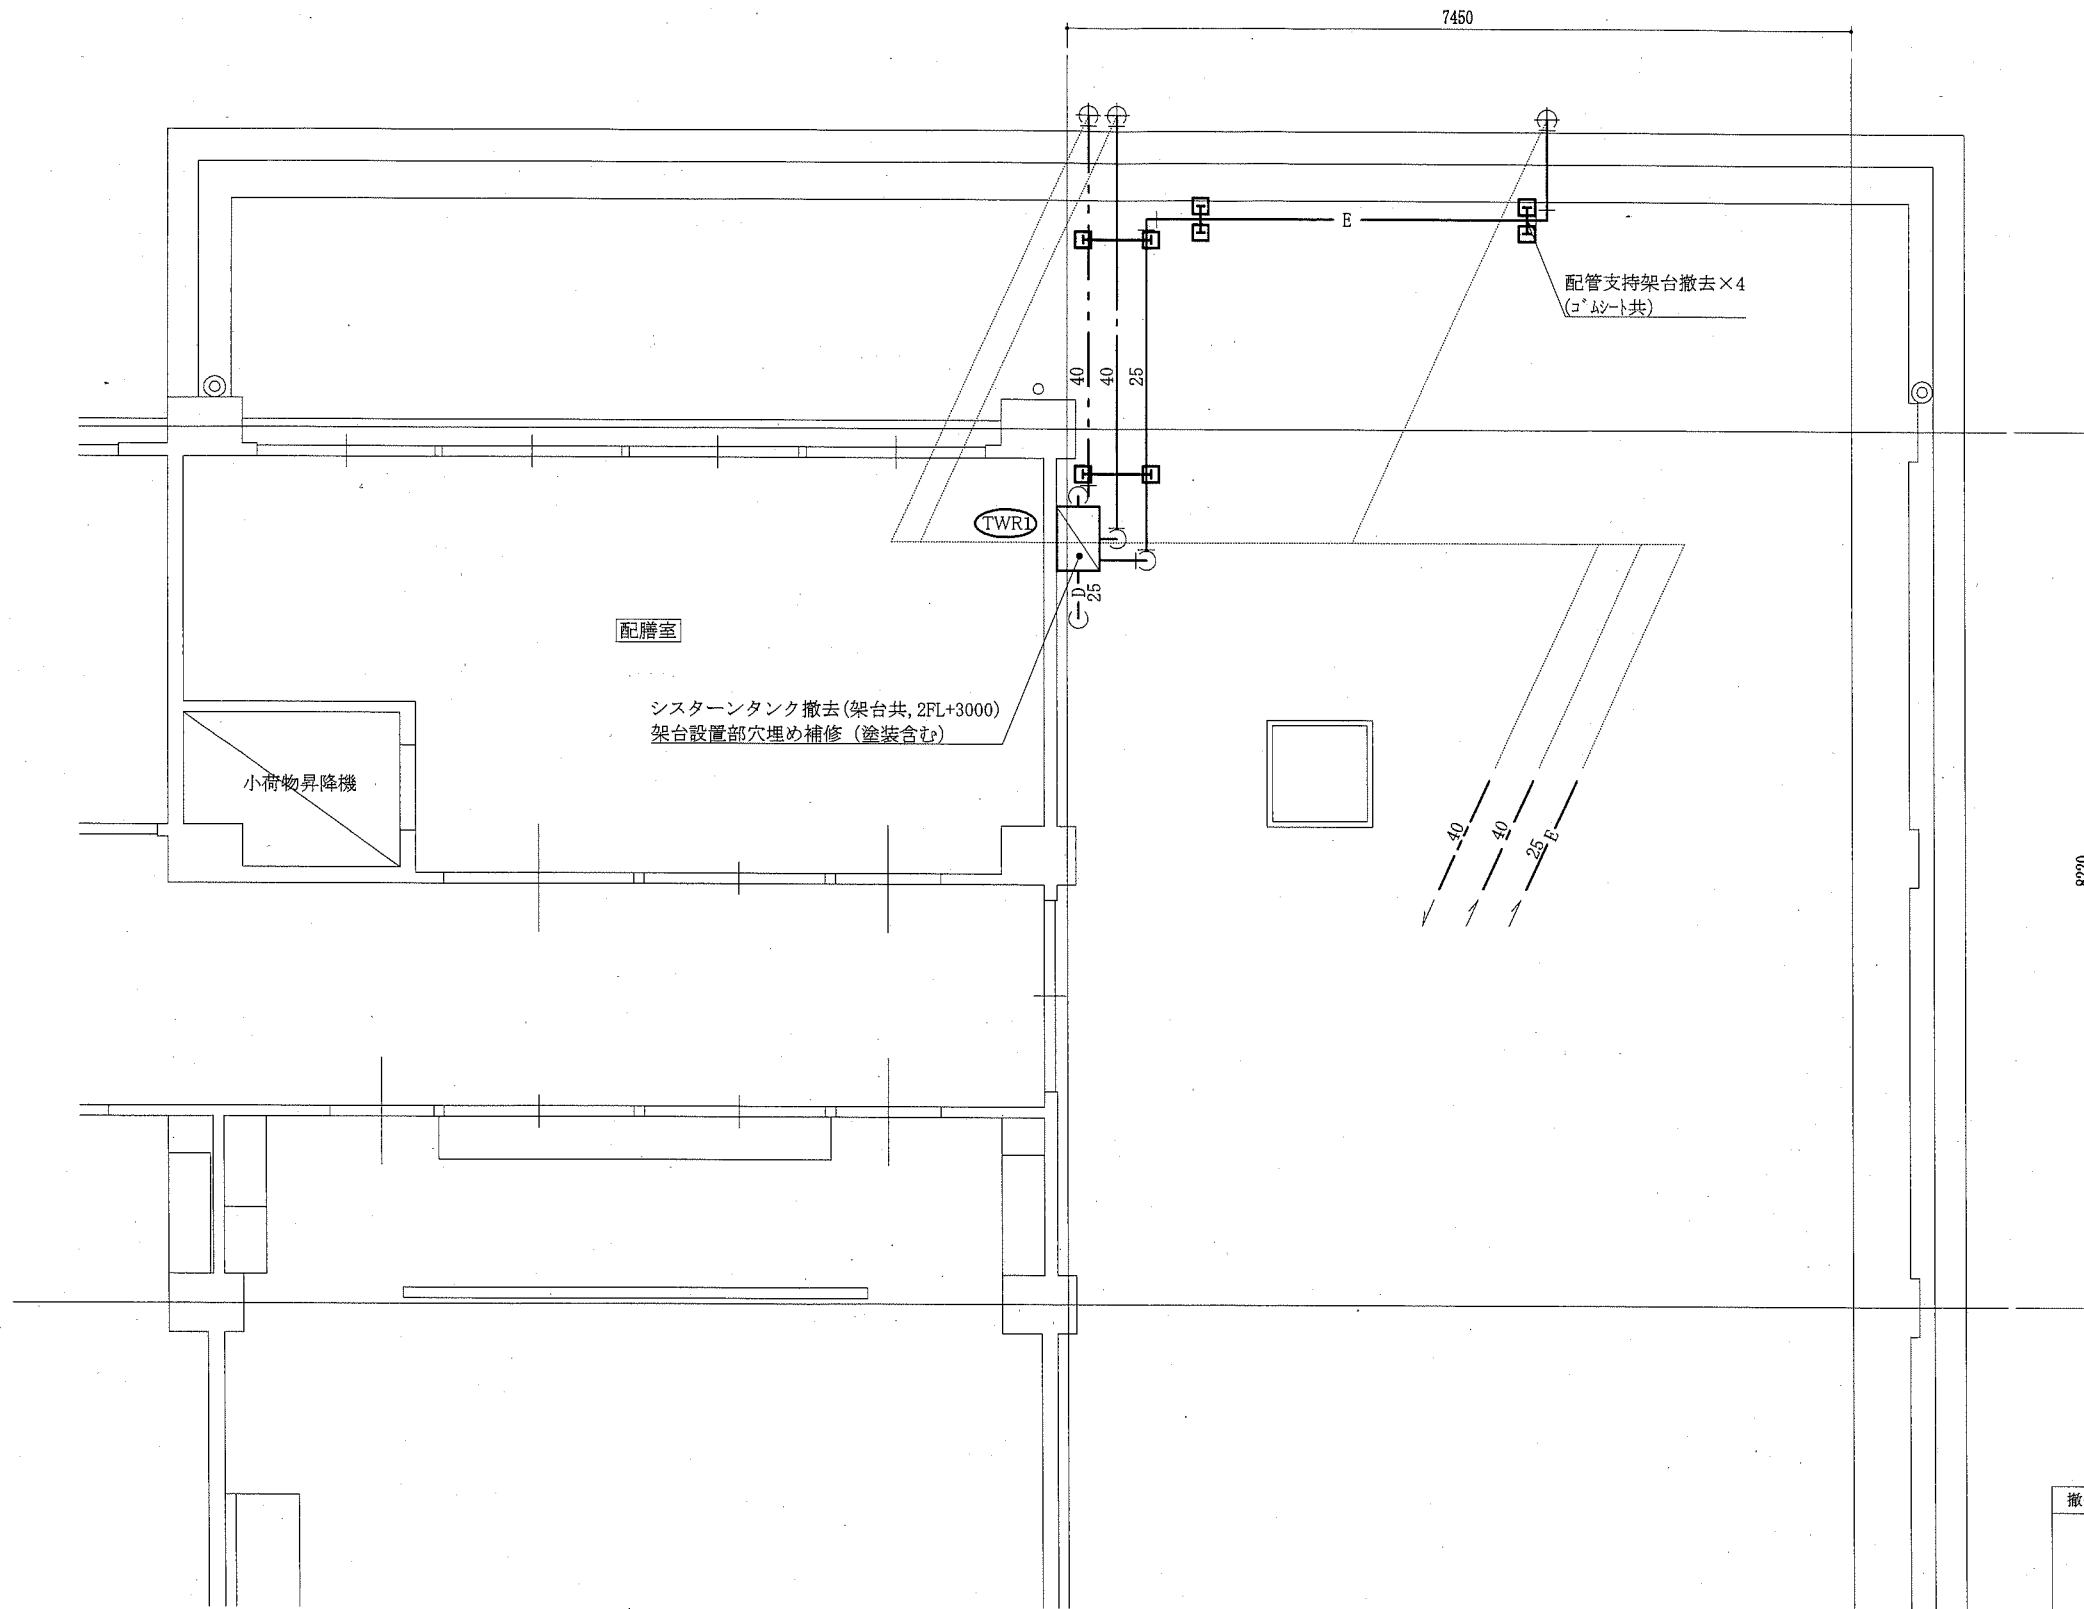 7450
E
配管支持架台撤去×4
(ゴムシート共)
40
40
25
TWR1
D
25
配膳室
シスターンタンク撤去(架台共,2FL+3000)
架台設置部穴埋め補修 (塗装含む)
小荷物昇降機
40
40
25
E
8220
撤